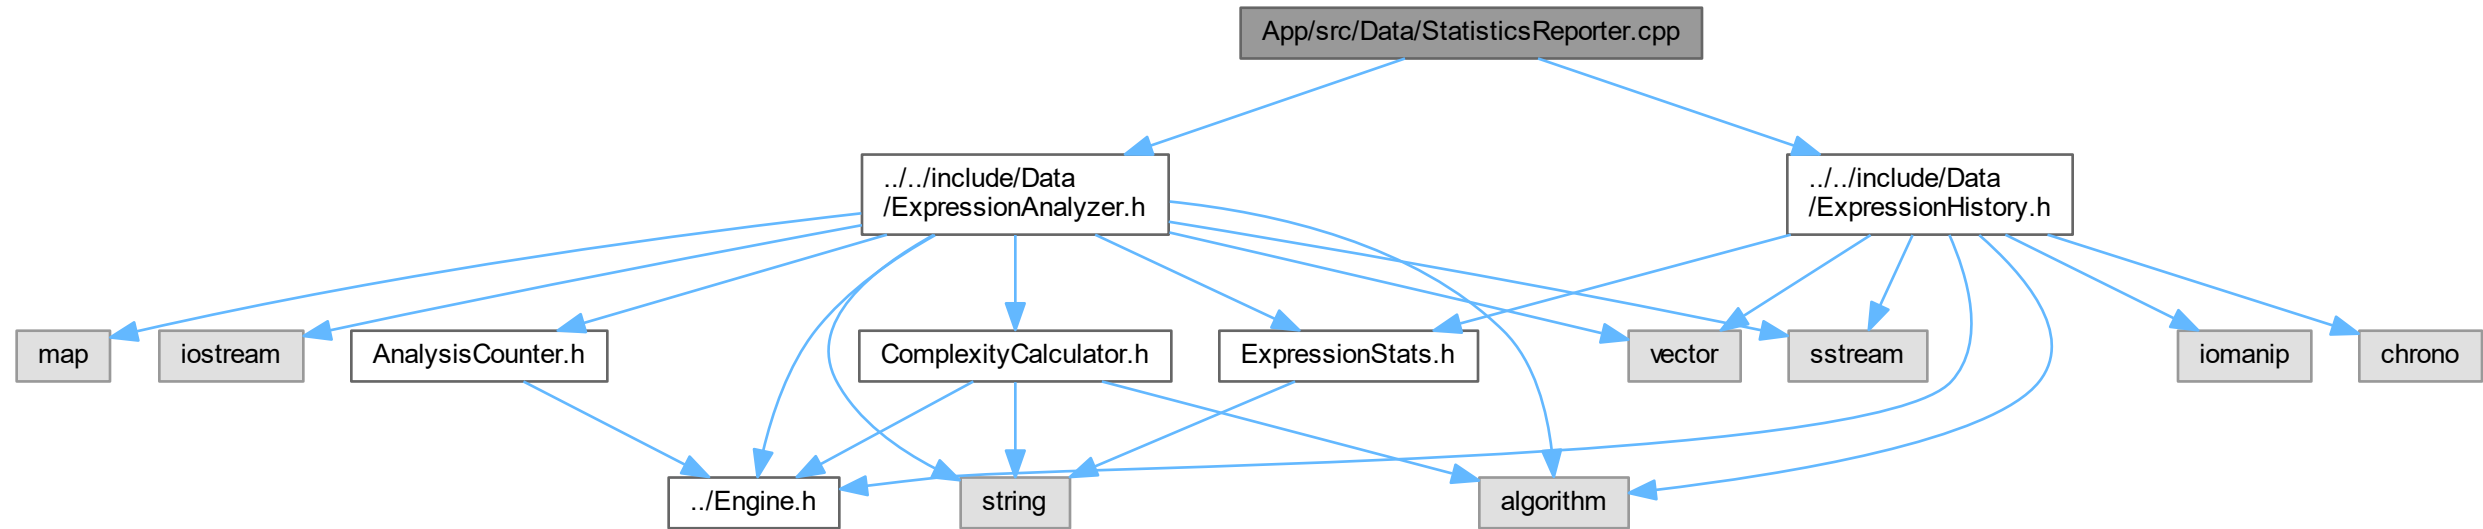 App/src/Data/StatisticsReporter.cpp
../../include/Data
/ExpressionAnalyzer.h
../../include/Data
/ExpressionHistory.h
map
iostream
AnalysisCounter.h
ComplexityCalculator.h
ExpressionStats.h
vector
sstream
iomanip
chrono
../Engine.h
string
algorithm